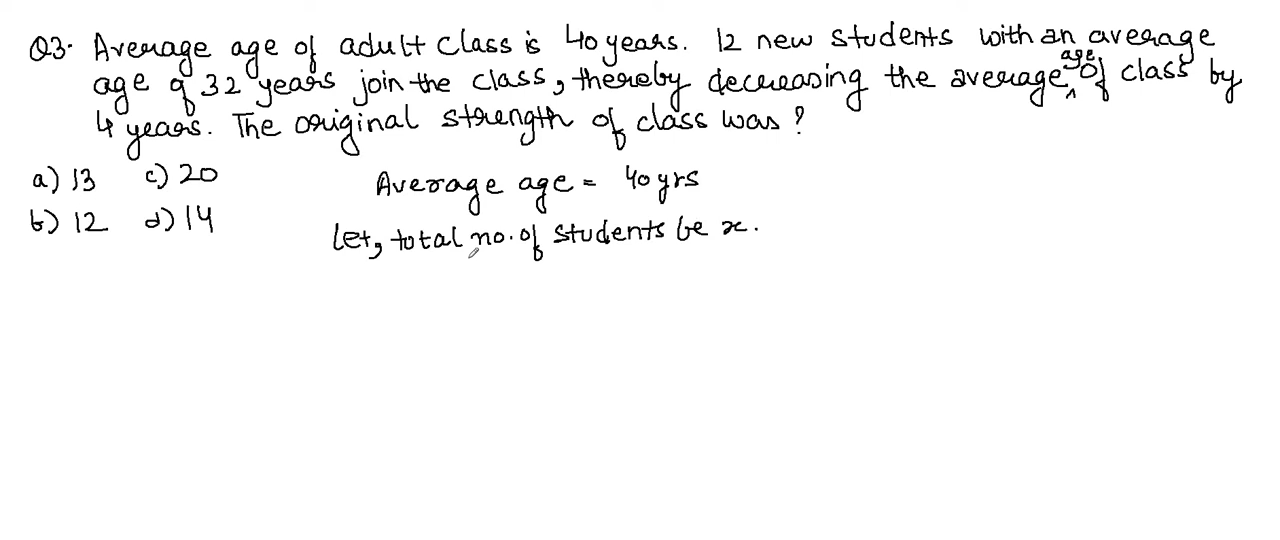 Q3. Average age of adult class is 40 years. 12 new students with an average
age of 32 years join the class, thereby decreasing the average age of class by
4 years. The original strength of class was?
a) 13 c) 20
b) 12 d) 14
Average age = 40 yrs
Let, total no. of students be x.